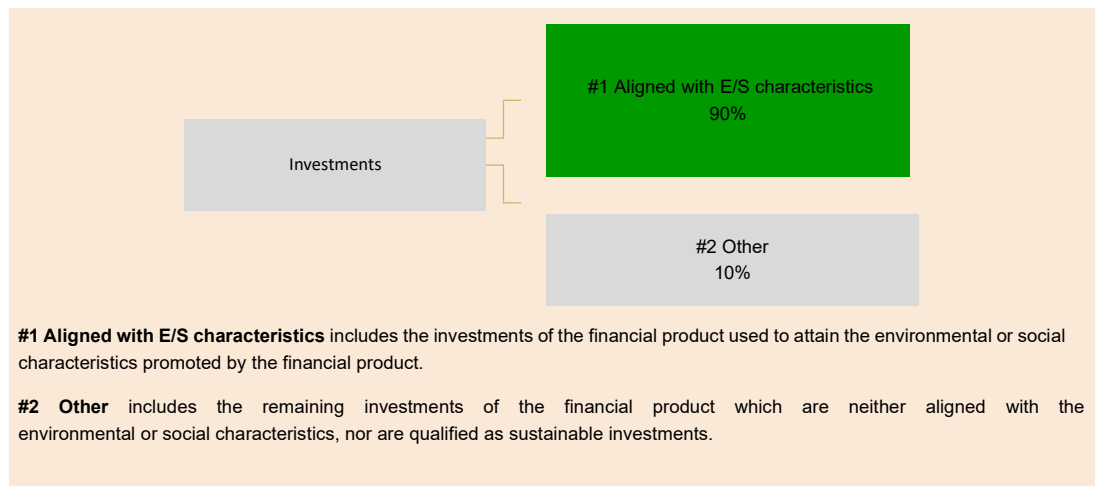 #1 Aligned with E/S characteristics
90%
Investments
#2 Other
10%
#1 Aligned with E/S characteristics includes the investments of the financial product used to attain the environmental or social
characteristics promoted by the financial product.
#2 Other includes the remaining investments of the financial product which are neither aligned with the
environmental or social characteristics, nor are qualified as sustainable investments.